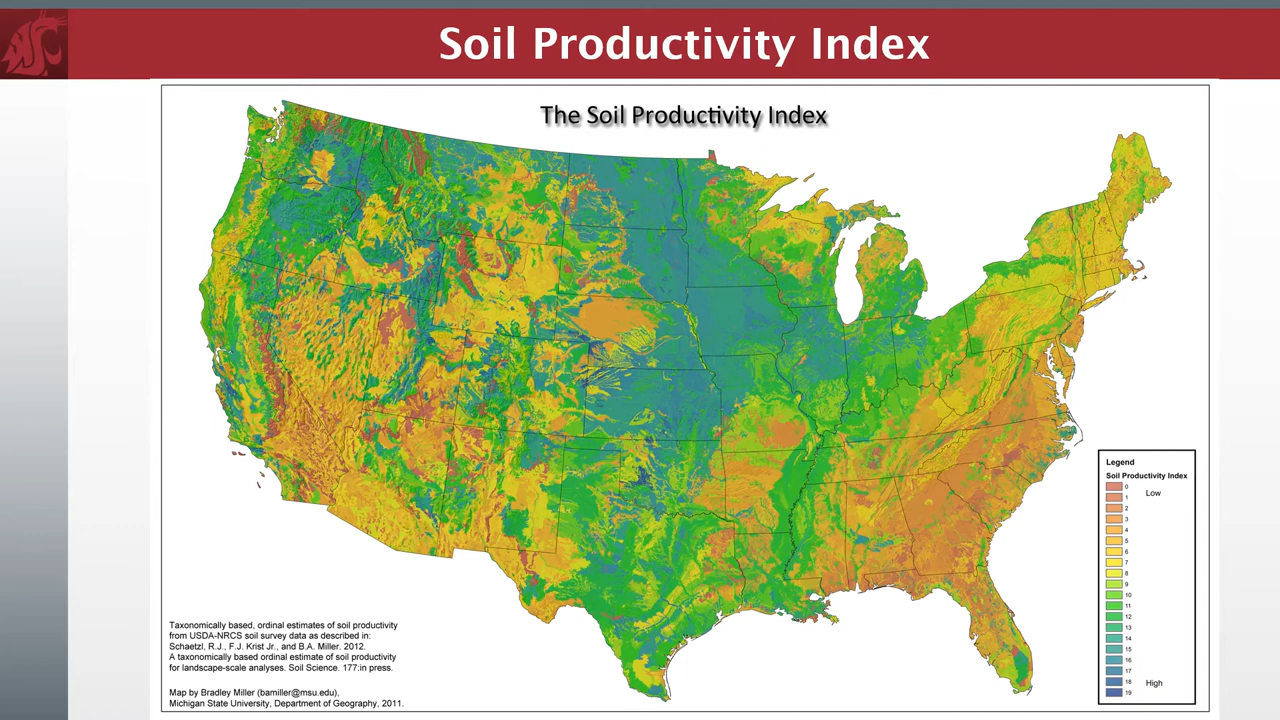 Soil Productivity Index
The Soil Productivity Index
Legend
Soil Productivity Index
0
Low
1
2
3
4
5
6
7
8
9
10
11
12
13
14
15
16
17
18
High
19
Taxonomically based, ordinal estimates of soil productivity
from USDA-NRCS soil survey data as described in:
Schaetzl, R.J., F.J. Krist Jr., and B.A. Miller. 2012.
A taxonomically based ordinal estimate of soil productivity
for landscape-scale analyses. Soil Science. 177:in press.
Map by Bradley Miller (bamiller@msu.edu),
Michigan State University, Department of Geography, 2011.